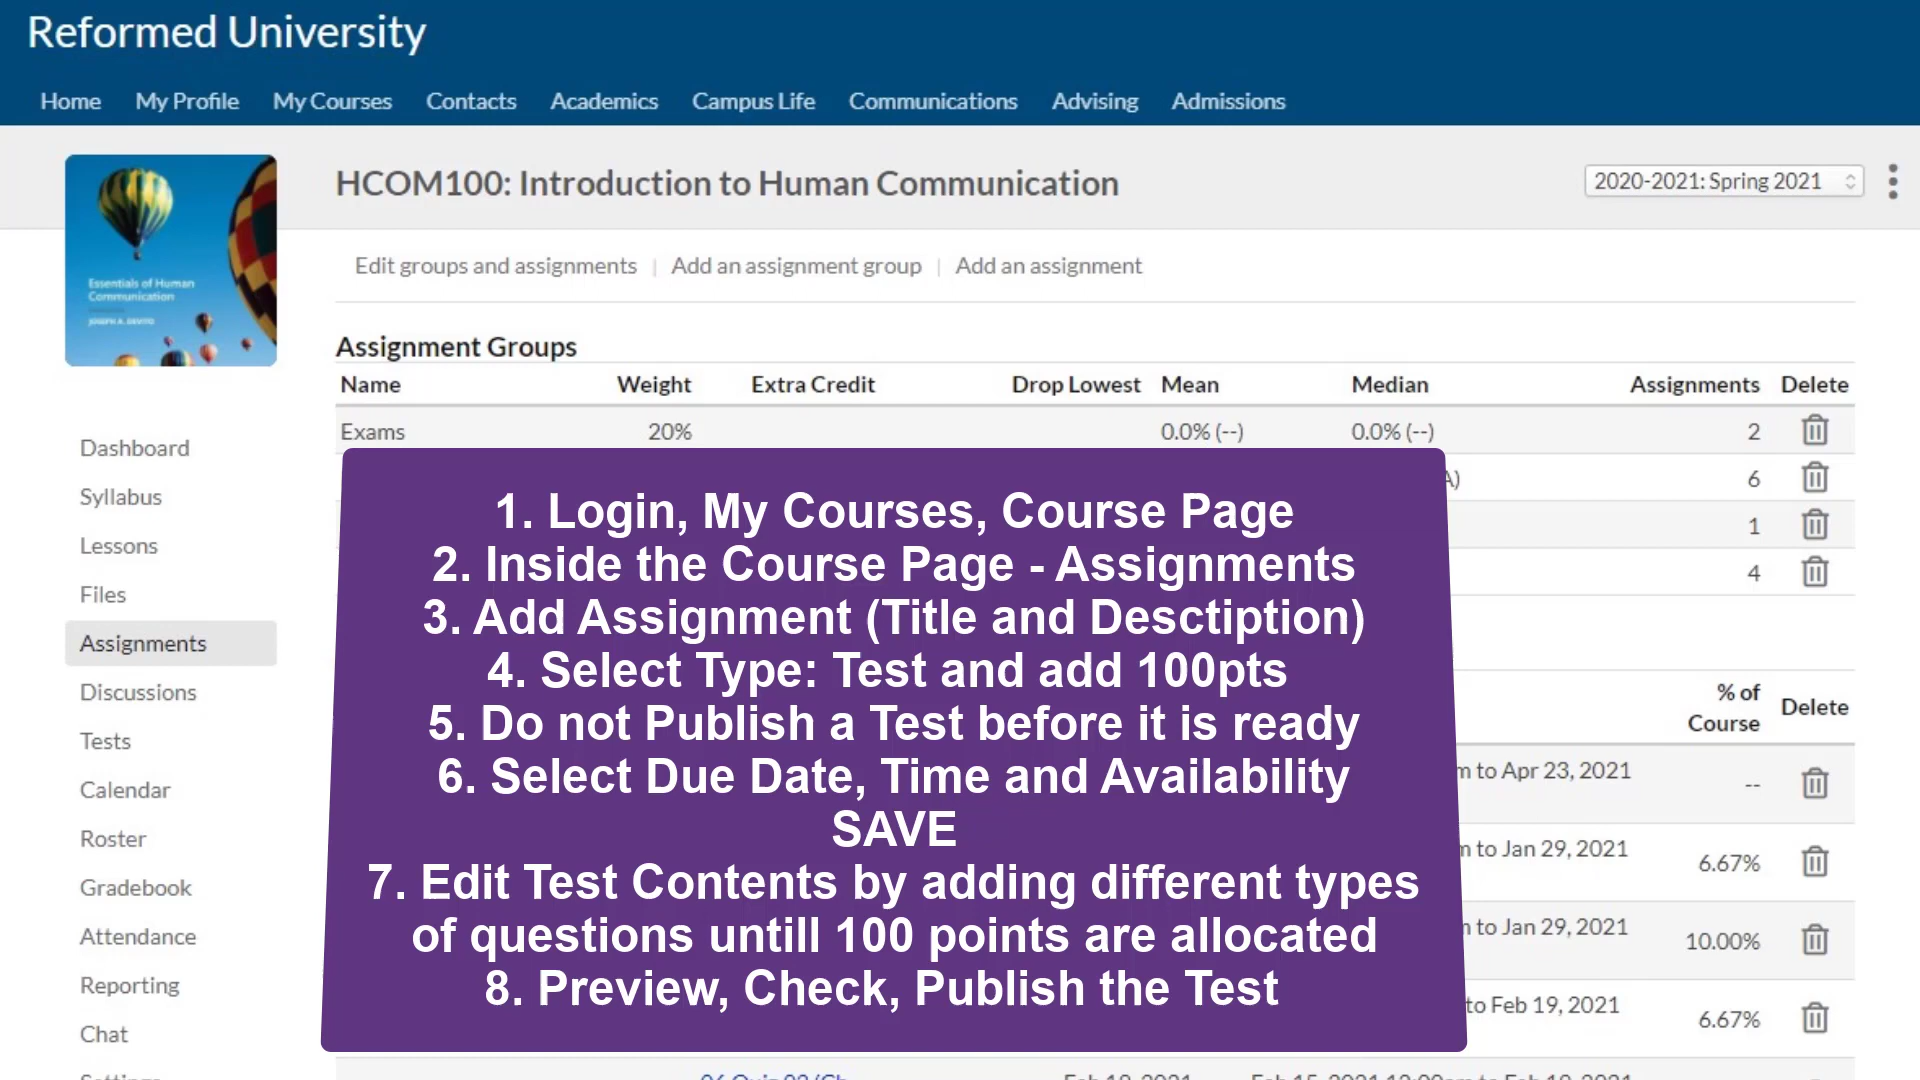 Reformed University
Home My Profile My Courses Contacts Academics Campus Life Communications Advising Admissions
HCOM100: Introduction to Human Communication
2020-2021: Spring 2021
Essentials of Human
Communication
JOSEPH A. DEVITO
Edit groups and assignments | Add an assignment group | Add an assignment
Assignment Groups
Name Weight Extra Credit Drop Lowest Mean Median Assignments Delete
Exams 20% 0.0% (--) 0.0% (--) 2
A) 6
1
4
% of
Course Delete
m to Apr 23, 2021 --
n to Jan 29, 2021 6.67%
n to Jan 29, 2021 10.00%
to Feb 19, 2021 6.67%
Dashboard
Syllabus
Lessons
Files
Assignments
Discussions
Tests
Calendar
Roster
Gradebook
Attendance
Reporting
Chat
1. Login, My Courses, Course Page
2. Inside the Course Page - Assignments
3. Add Assignment (Title and Desctiption)
4. Select Type: Test and add 100pts
5. Do not Publish a Test before it is ready
6. Select Due Date, Time and Availability
SAVE
7. Edit Test Contents by adding different types
of questions untill 100 points are allocated
8. Preview, Check, Publish the Test